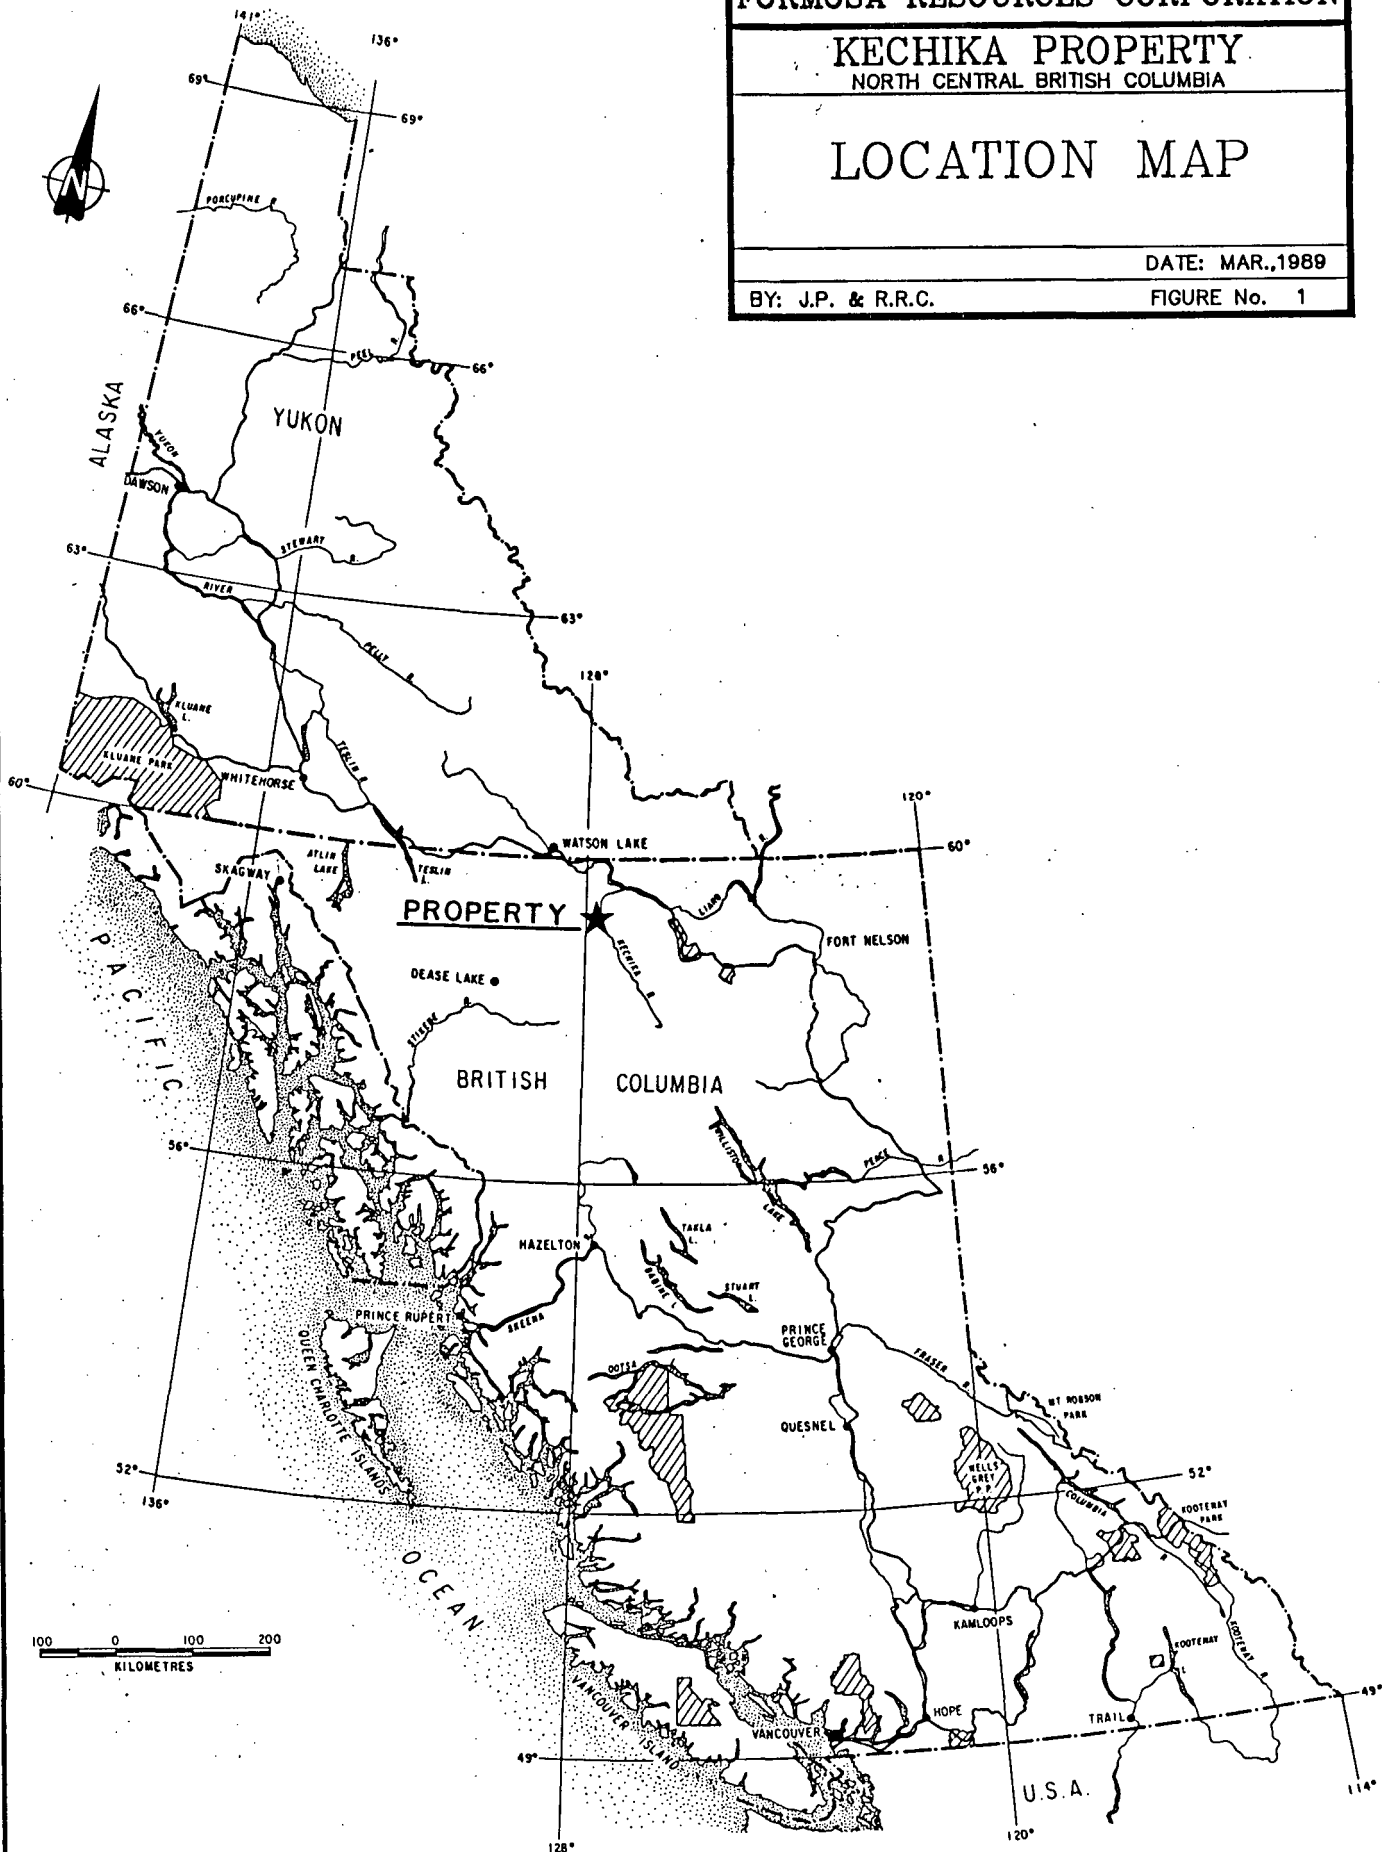 FORMOSA RESOURCES CORPORATION
KECHIKA PROPERTY
NORTH CENTRAL BRITISH COLUMBIA
LOCATION MAP
DATE: MAR.,1989
BY: J.P. & R.R.C.
FIGURE No. 1
141°
136°
69°
69°
N
PORCUPINE R.
66°
PEEL R.
66°
ALASKA
YUKON
YUKON
DAWSON
STEWART R.
63°
RIVER
63°
PELLY R.
128°
KLUANE L.
KLUANE PARK
TESLIN R.
WHITEHORSE
60°
120°
WATSON LAKE
60°
ATLIN LAKE
SKAGWAY
TESLIN L.
R.
LIARD
PROPERTY
FORT NELSON
KECHIKA R.
DEASE LAKE
STIKINE R.
PACIFIC
BRITISH COLUMBIA
WILLISTON
LAKE
56°
PEACE R.
56°
TAKLA L.
HAZELTON
BABINE L.
STUART L.
PRINCE RUPERT
SKEENA
PRINCE GEORGE
QUEEN CHARLOTTE ISLANDS
OOTSA
FRASER R.
MT ROBSON PARK
QUESNEL
WELLS GREY P.P.
52°
52°
136°
COLUMBIA
R.
KOOTENAY PARK
OCEAN
KAMLOOPS
100 0 100 200
KILOMETRES
KOOTENAY L.
KOOTENAY R.
VANCOUVER ISLAND
49°
HOPE
VANCOUVER
TRAIL
49°
U.S.A.
114°
120°
128°